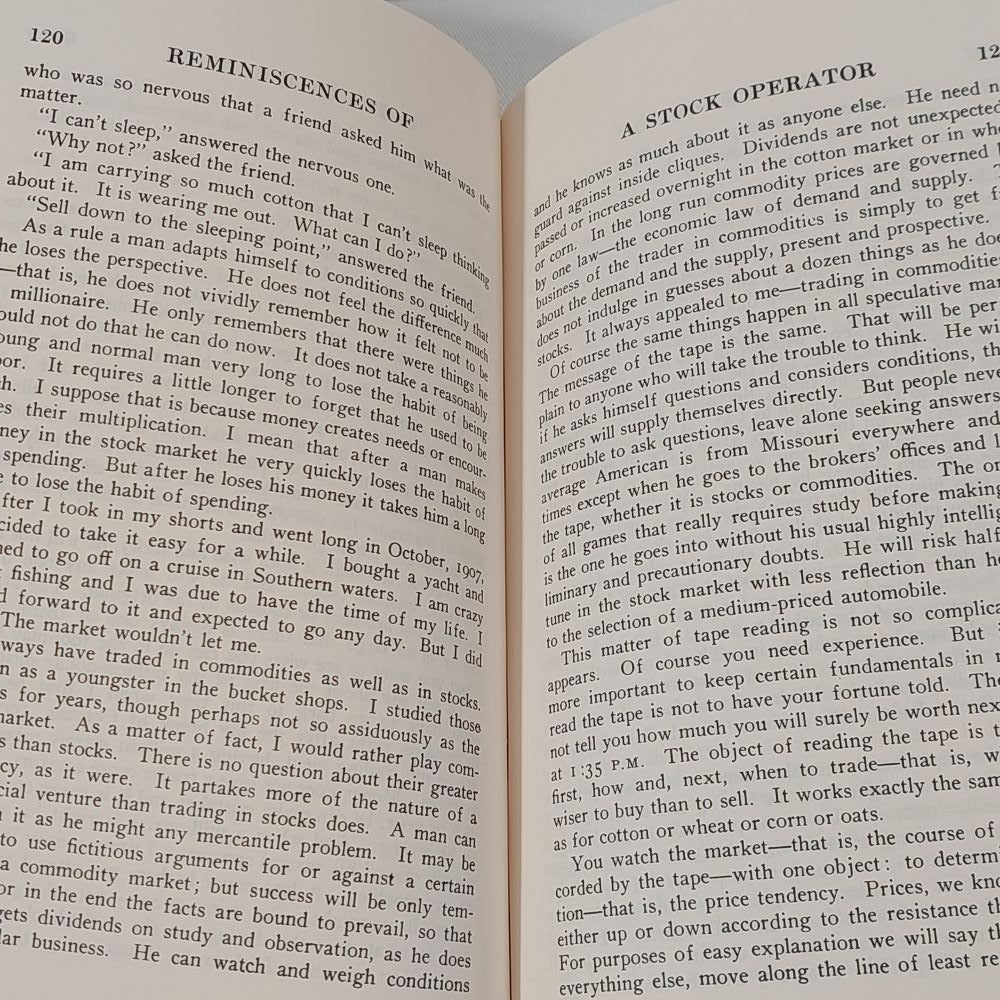 120
REMINISCENCES OF
who was so nervous that a friend asked him what was the
matter.
“I can’t sleep,” answered the nervous one.
“Why not?” asked the friend.
“I am carrying so much cotton that I can’t sleep thinking
about it. It is wearing me out. What can I do?”
“Sell down to the sleeping point,” answered the friend.
As a rule a man adapts himself to conditions so quickly that
he loses the perspective. He does not feel the difference much
—that is, he does not vividly remember how it felt not to be
millionaire. He only remembers that there were things he
ould not do that he can do now. It does not take a reasonably
oung and normal man very long to lose the habit of being
oor. It requires a little longer to forget that he used to be
ch. I suppose that is because money creates needs or encour-
es their multiplication. I mean that after a man makes
ney in the stock market he very quickly loses the habit of
spending. But after he loses his money it takes him a long
e to lose the habit of spending.
fter I took in my shorts and went long in October, 1907,
cided to take it easy for a while. I bought a yacht and
ned to go off on a cruise in Southern waters. I am crazy
fishing and I was due to have the time of my life. I
d forward to it and expected to go any day. But I did
The market wouldn’t let me.
ways have traded in commodities as well as in stocks.
n as a youngster in the bucket shops. I studied those
s for years, though perhaps not so assiduously as the
market. As a matter of fact, I would rather play com-
s than stocks. There is no question about their greater
cy, as it were. It partakes more of the nature of a
cial venture than trading in stocks does. A man can
it as he might any mercantile problem. It may be
to use fictitious arguments for or against a certain
a commodity market; but success will be only tem-
or in the end the facts are bound to prevail, so that
gets dividends on study and observation, as he does
lar business. He can watch and weigh conditions
12
A STOCK OPERATOR
and he knows as much about it as anyone else. He need n
guard against inside cliques. Dividends are not unexpected
passed or increased overnight in the cotton market or in whe
or corn. In the long run commodity prices are governed
by one law—the economic law of demand and supply.
business of the trader in commodities is simply to get f
about the demand and the supply, present and prospective.
does not indulge in guesses about a dozen things as he doe
stocks. It always appealed to me—trading in commoditie
Of course the same things happen in all speculative mar
The message of the tape is the same. That will be per
plain to anyone who will take the trouble to think. He wi
if he asks himself questions and considers conditions, th
answers will supply themselves directly. But people neve
the trouble to ask questions, leave alone seeking answers
average American is from Missouri everywhere and
times except when he goes to the brokers’ offices and l
the tape, whether it is stocks or commodities. The on
of all games that really requires study before making
is the one he goes into without his usual highly intellig
liminary and precautionary doubts. He will risk half
tune in the stock market with less reflection than he
to the selection of a medium-priced automobile.
This matter of tape reading is not so complica
appears. Of course you need experience. But i
more important to keep certain fundamentals in m
read the tape is not to have your fortune told. The
not tell you how much you will surely be worth nex
at 1:35 P.M. The object of reading the tape is t
first, how and, next, when to trade—that is, w
wiser to buy than to sell. It works exactly the sam
as for cotton or wheat or corn or oats.
You watch the market—that is, the course of
corded by the tape—with one object: to determi
tion—that is, the price tendency. Prices, we kno
either up or down according to the resistance th
For purposes of easy explanation we will say th
everything else, move along the line of least re